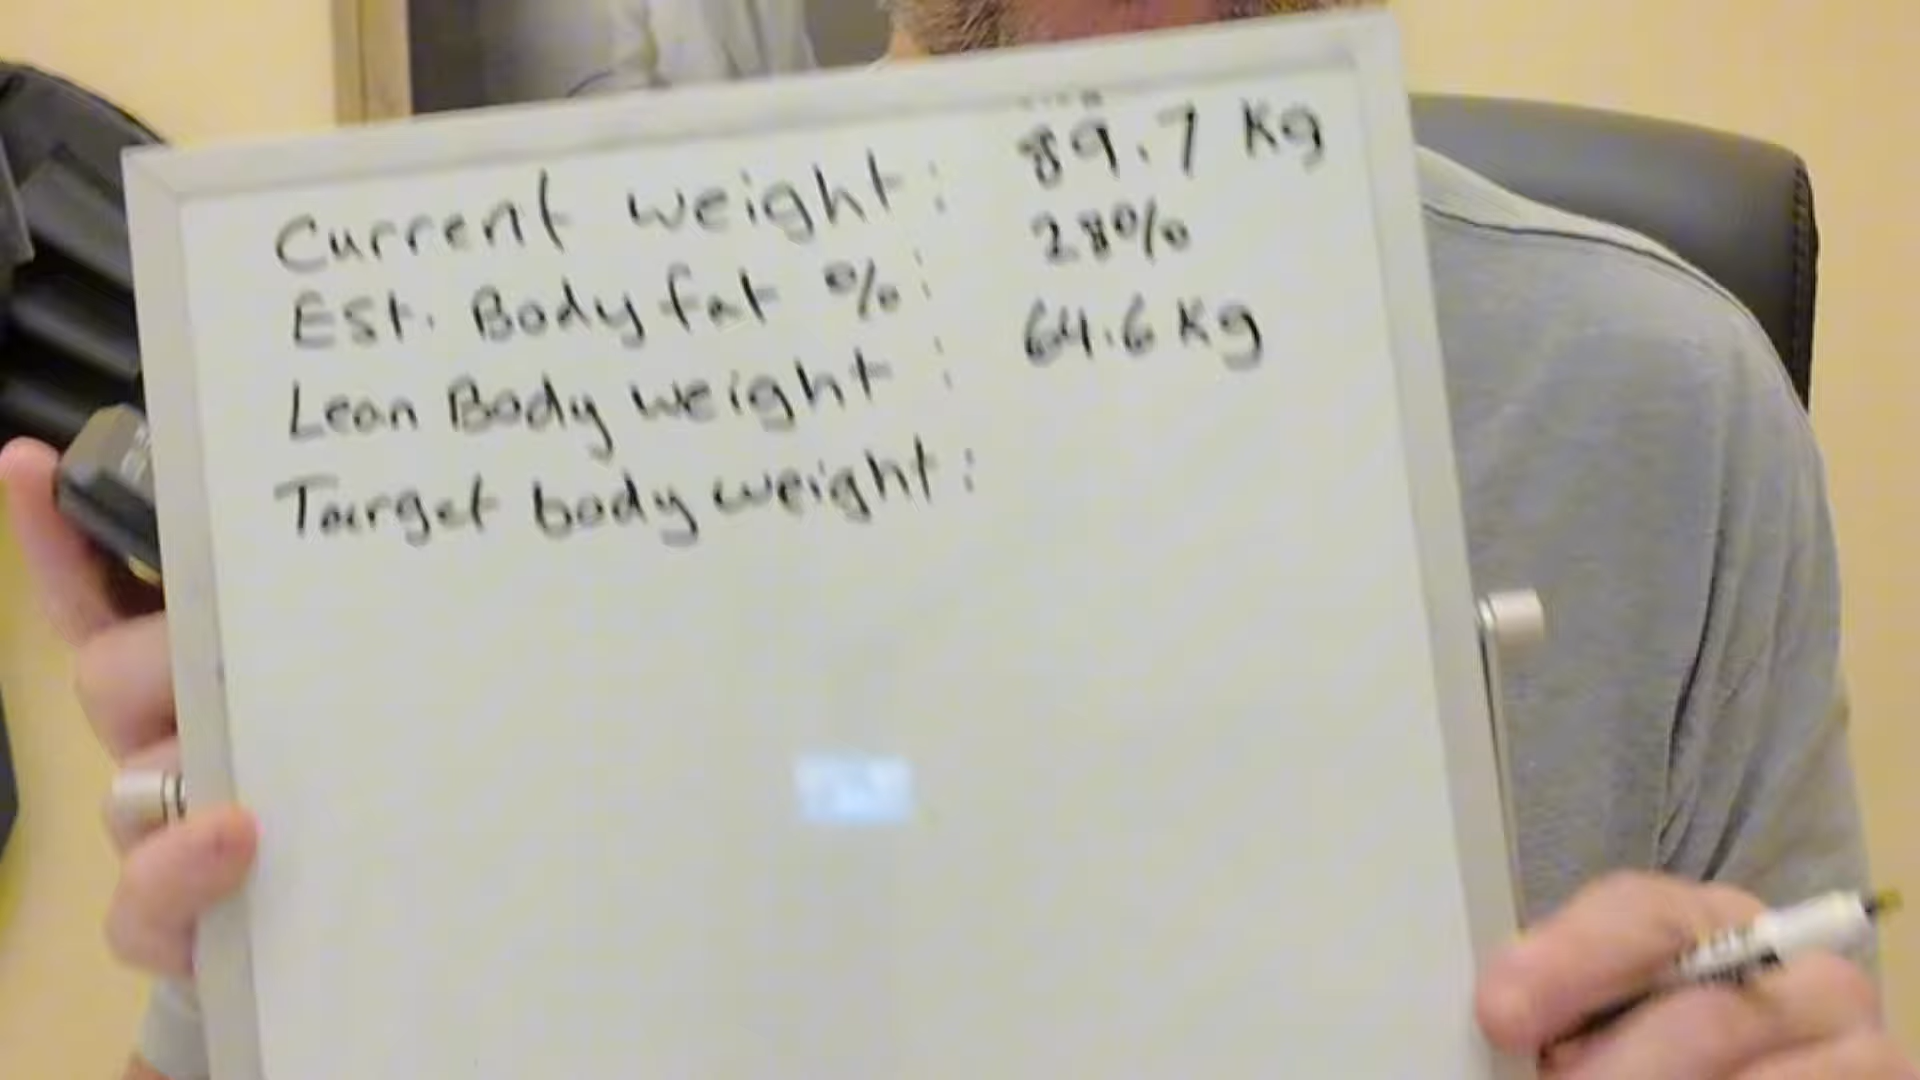 Current weight: 89.7 Kg
Est. Body fat %: 28%
Lean Body weight: 64.6 Kg
Target body weight: